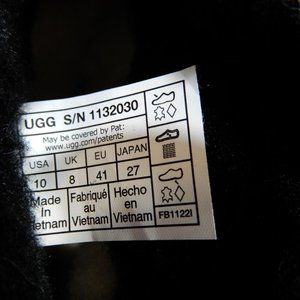 UGG S/N 1132030
May be covered by Pat:
www.ugg.com/patents
USA UK EU JAPAN
10 8 41 27
Made In Vietnam
Fabriqué au Vietnam
Hecho en Vietnam
FB1122I